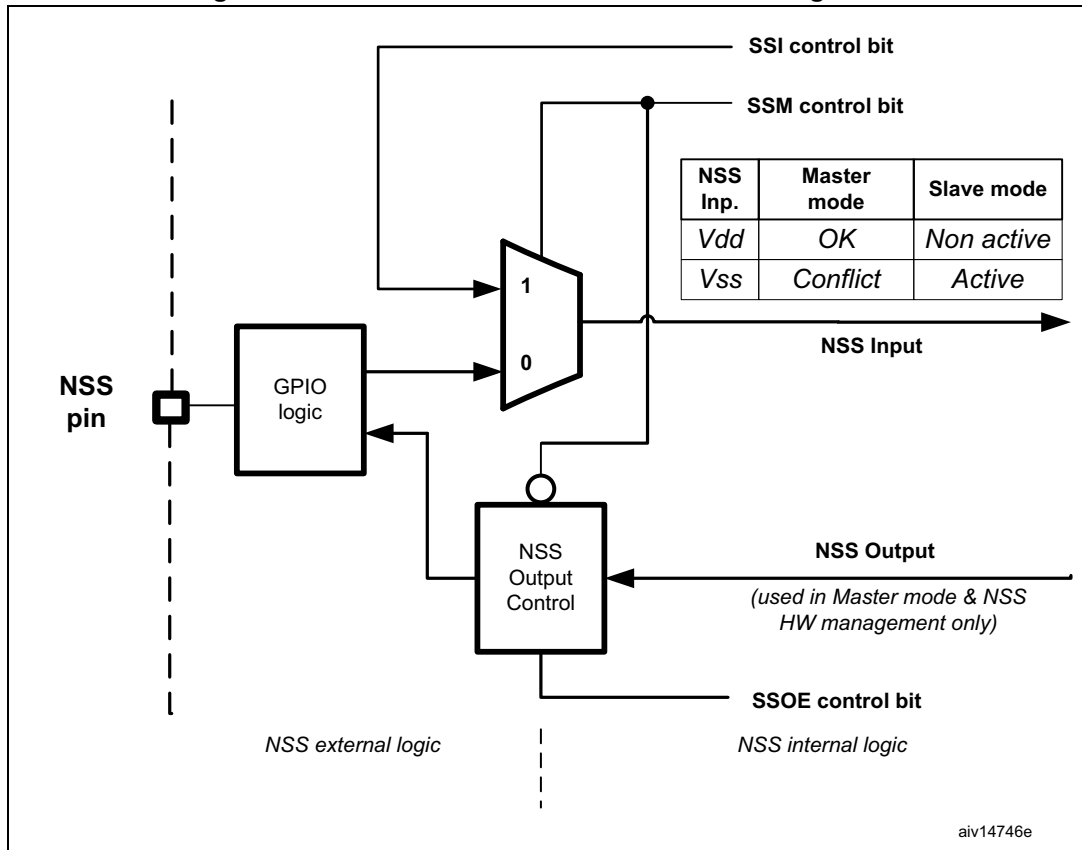 SSI control bit
SSM control bit
NSS Inp. Master mode Slave mode
Vdd OK Non active
Vss Conflict Active
1
0
NSS Input
NSS
pin
GPIO
logic
NSS
Output
Control
NSS Output
(used in Master mode & NSS
HW management only)
SSOE control bit
NSS external logic
NSS internal logic
aiv14746e